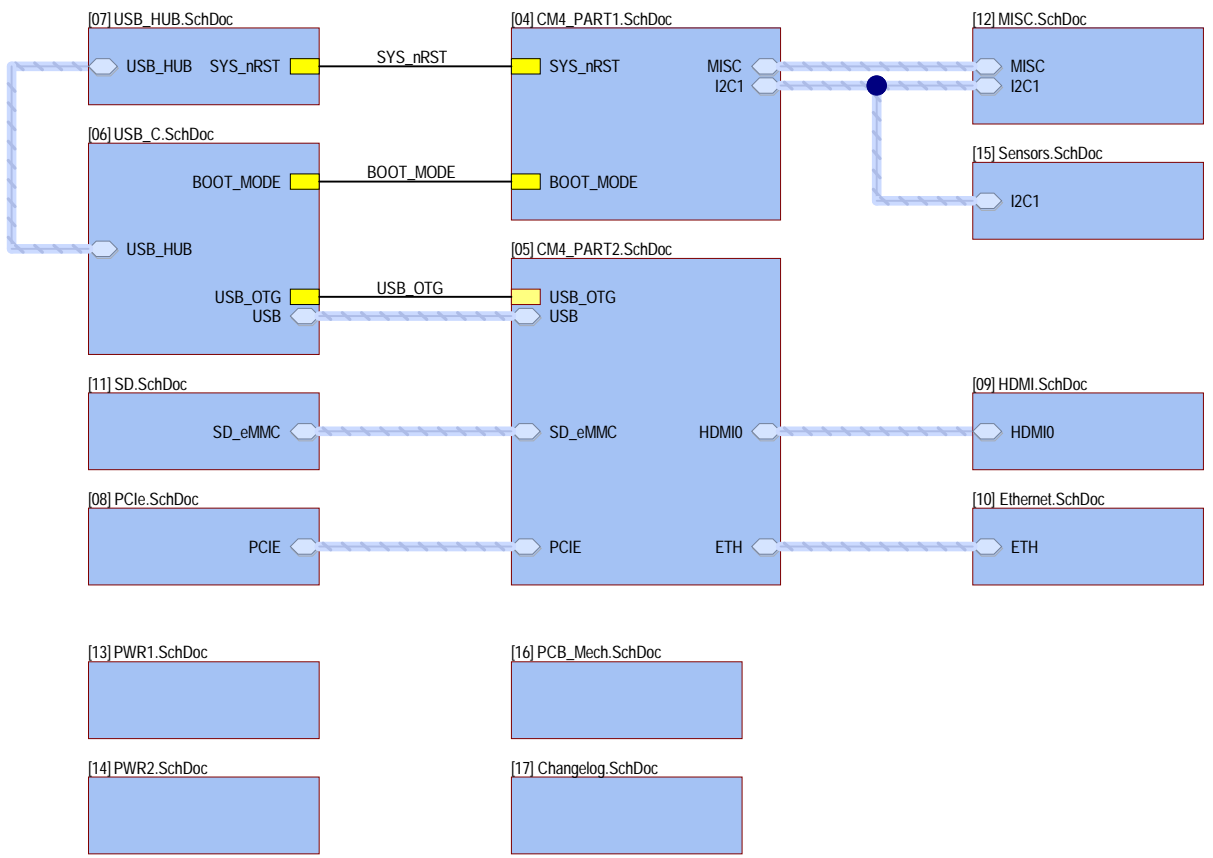 [07] USB_HUB.SchDoc
[04] CM4_PART1.SchDoc
[12] MISC.SchDoc
USB_HUB SYS_nRST SYS_nRST SYS_nRST MISC MISC
I2C1 I2C1
[06] USB_C.SchDoc
[15] Sensors.SchDoc
BOOT_MODE BOOT_MODE BOOT_MODE
I2C1
USB_HUB
[05] CM4_PART2.SchDoc
USB_OTG USB_OTG USB_OTG
USB USB
[11] SD.SchDoc
[09] HDMI.SchDoc
SD_eMMC SD_eMMC HDMI0 HDMI0
[08] PCIe.SchDoc
[10] Ethernet.SchDoc
PCIE PCIE ETH ETH
[13] PWR1.SchDoc
[16] PCB_Mech.SchDoc
[14] PWR2.SchDoc
[17] Changelog.SchDoc